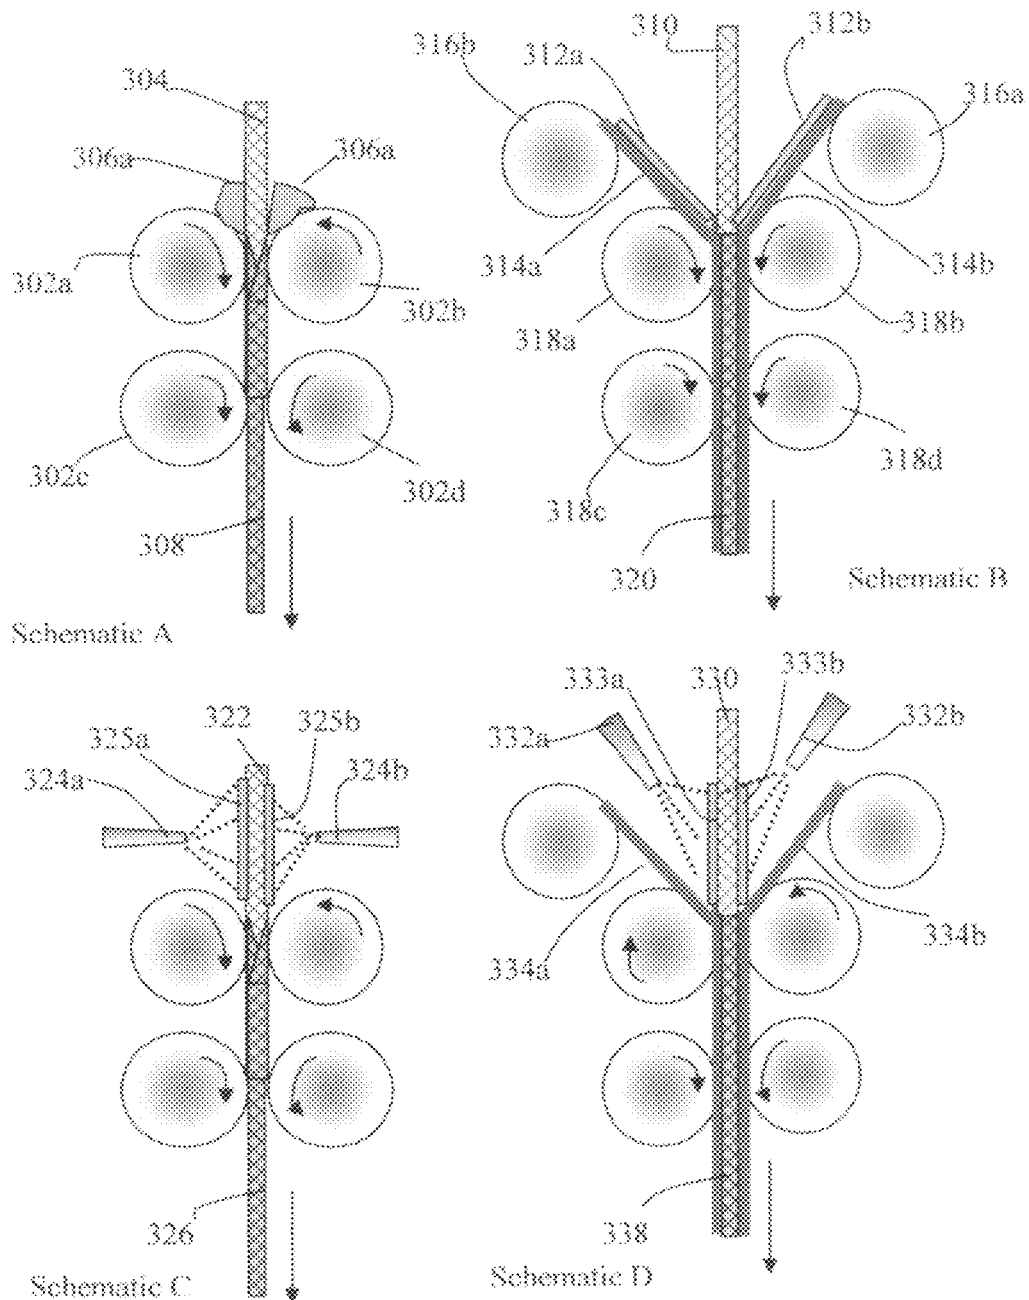 304
306a
306a
302a
302b
302c
302d
308
Schematic A
310
312b
316b
312a
316a
314a
314b
318a
318b
318d
318c
320
Schematic B
322
325b
325a
324a
324b
326
Schematic C
333a
330
333b
332a
332b
334a
334b
338
Schematic D